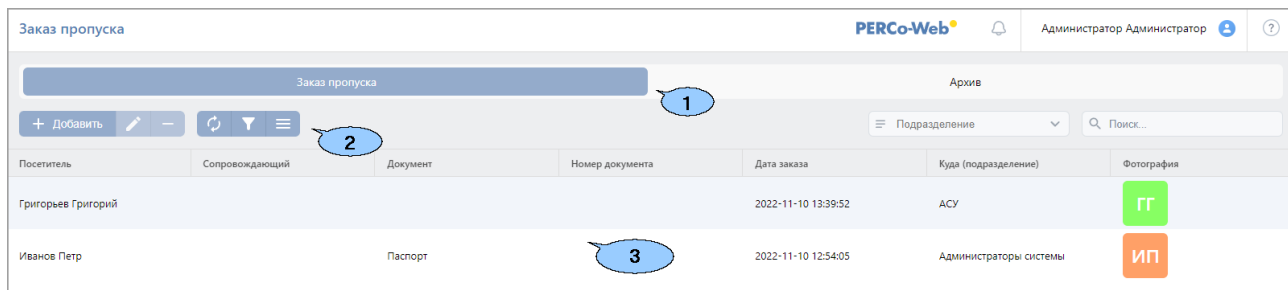 Заказ пропуска PERCo-Web Администратор Администратор ?
Заказ пропуска Архив
1
+ Добавить Подразделение Поиск...
2
Посетитель Сопровождающий Документ Номер документа Дата заказа Куда (подразделение) Фотография
Григорьев Григорий 2022-11-10 13:39:52 АСУ ГГ
Иванов Петр Паспорт 3 2022-11-10 12:54:05 Администраторы системы ИП